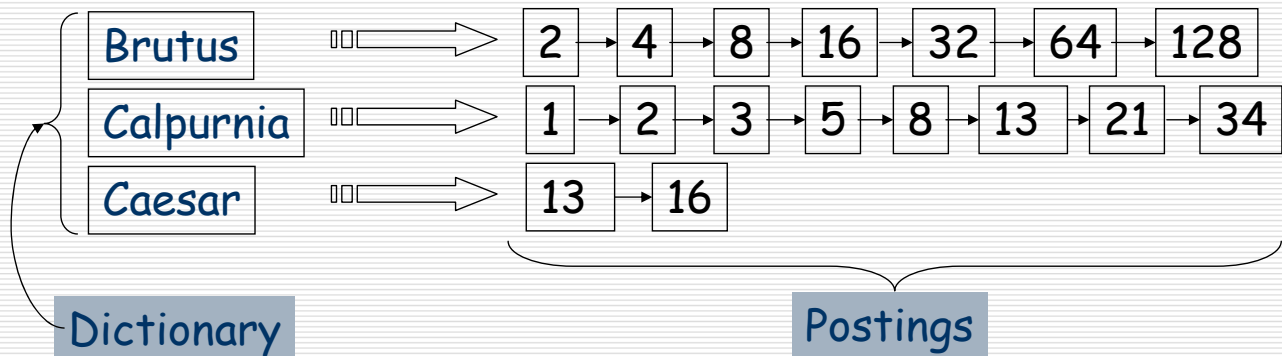 Brutus 2 4 8 16 32 64 128
Calpurnia 1 2 3 5 8 13 21 34
Caesar 13 16
Dictionary Postings